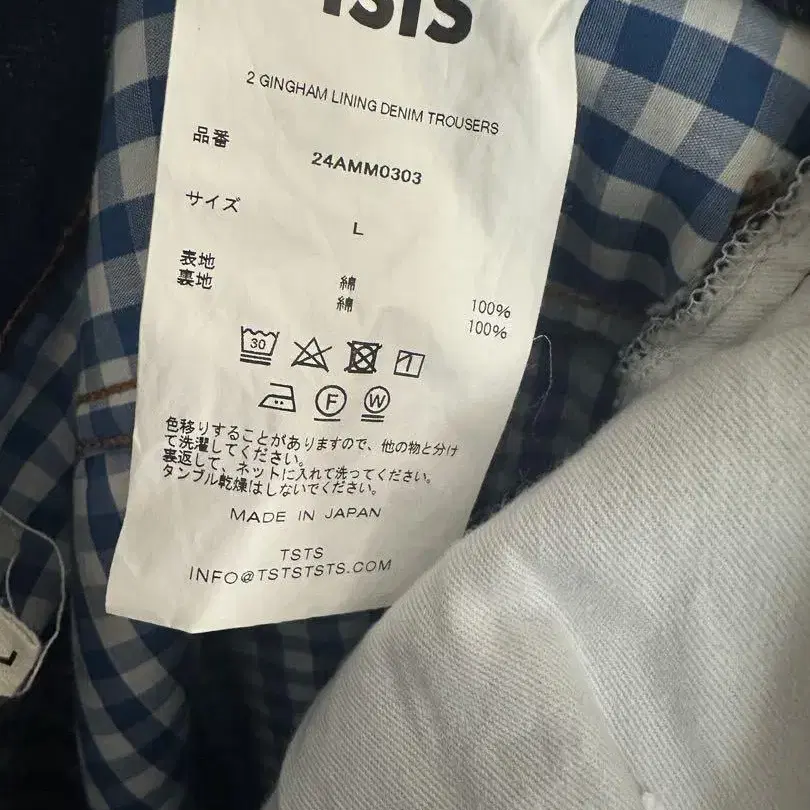 TSTS
2 GINGHAM LINING DENIM TROUSERS
品番
24AMM0303
サイズ
L
表地 綿 100%
裏地 綿 100%
30
F W
色移りすることがありますので、他の物と分け
て洗濯してください。
裏返して、ネットに入れて洗ってください。
タンブル乾燥はしないでください。
MADE IN JAPAN
TSTS
INFO@TSTSTSTS.COM
L